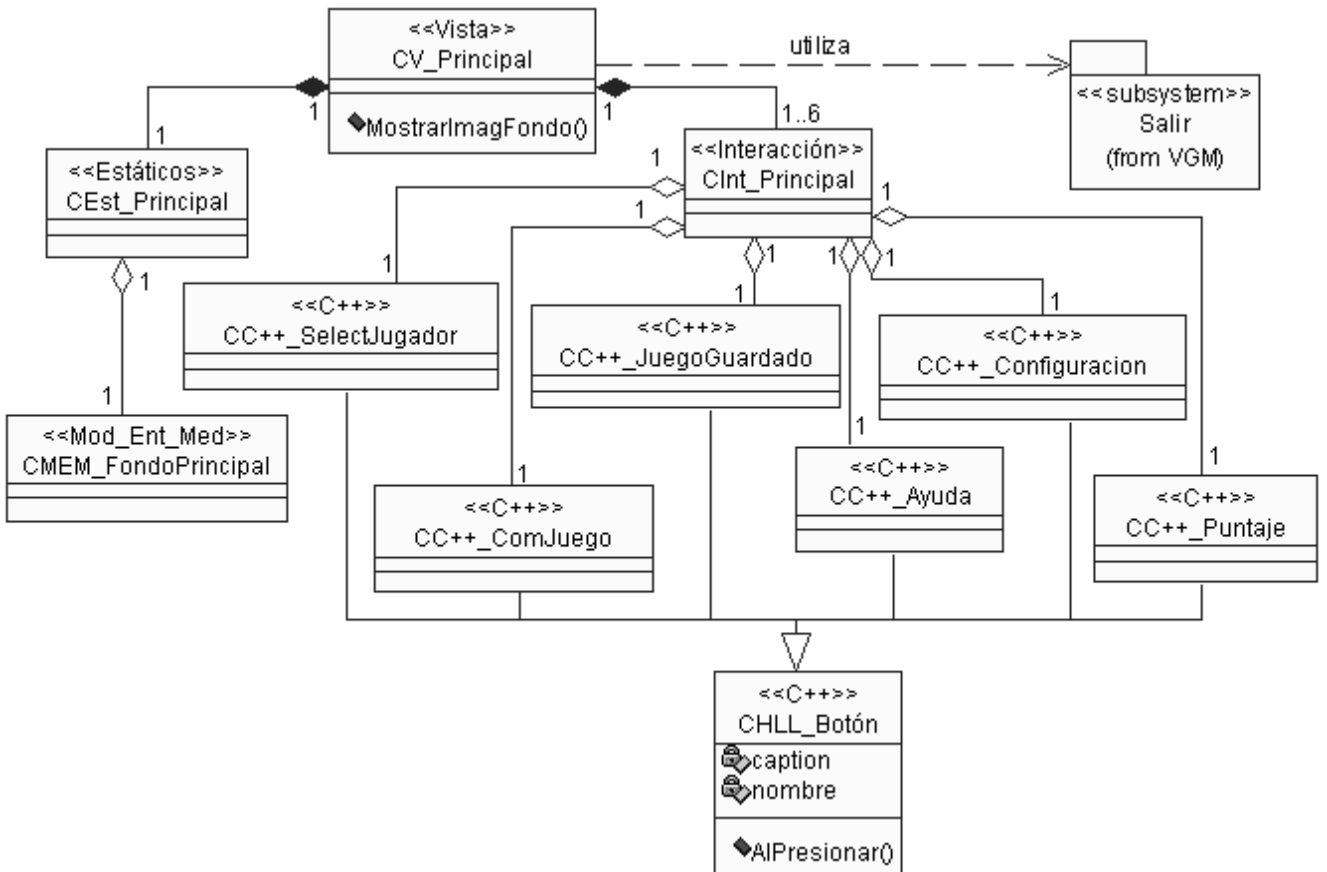 <<Vista>>
CV_Principal
MostrarImagFondo()
utiliza
<<subsystem>>
Salir
(from VGM)
1
1
1
1..6
<<Estáticos>>
CEst_Principal
1
<<Interacción>>
CInt_Principal
1
1
1
1
1
1
1
1
1
1
<<C++>>
CC++_SelectJugador
<<C++>>
CC++_JuegoGuardado
<<C++>>
CC++_Configuracion
1
1
1
1
<<Mod_Ent_Med>>
CMEM_FondoPrincipal
<<C++>>
CC++_ComJuego
<<C++>>
CC++_Ayuda
<<C++>>
CC++_Puntaje
<<C++>>
CHLL_Botón
caption
nombre
AlPresionar()